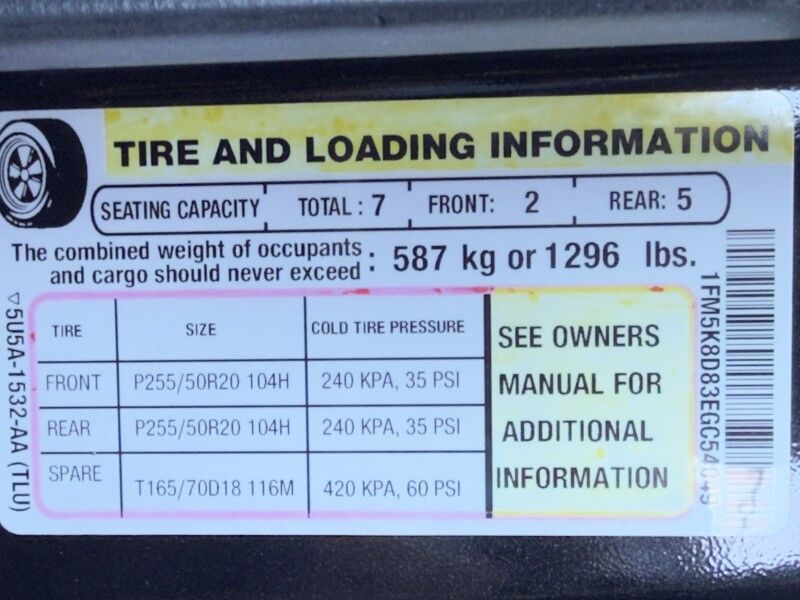 TIRE AND LOADING INFORMATION
SEATING CAPACITY TOTAL : 7 FRONT: 2 REAR: 5
The combined weight of occupants
and cargo should never exceed : 587 kg or 1296 lbs.
TIRE SIZE COLD TIRE PRESSURE
FRONT P255/50R20 104H 240 KPA, 35 PSI
REAR P255/50R20 104H 240 KPA, 35 PSI
SPARE T165/70D18 116M 420 KPA, 60 PSI
SEE OWNERS
MANUAL FOR
ADDITIONAL
INFORMATION
▽5U5A-1532-AA (TLU)
1FM5K8D83EGC54049